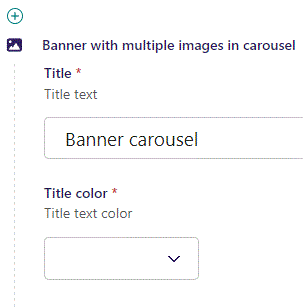 Banner with multiple images in carousel
Title *
Title text
Banner carousel
Title color *
Title text color